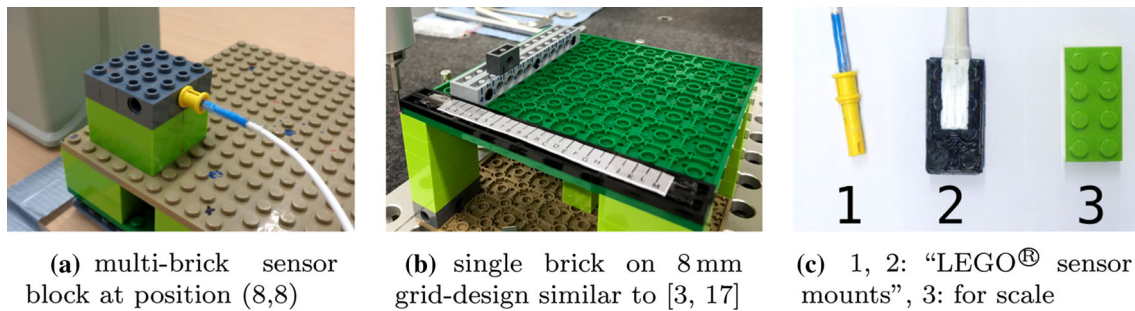 1
2
3
(a) multi-brick sensor
block at position (8,8)
(b) single brick on 8 mm
grid-design similar to [3, 17]
(c) 1, 2: “LEGO® sensor
mounts”, 3: for scale